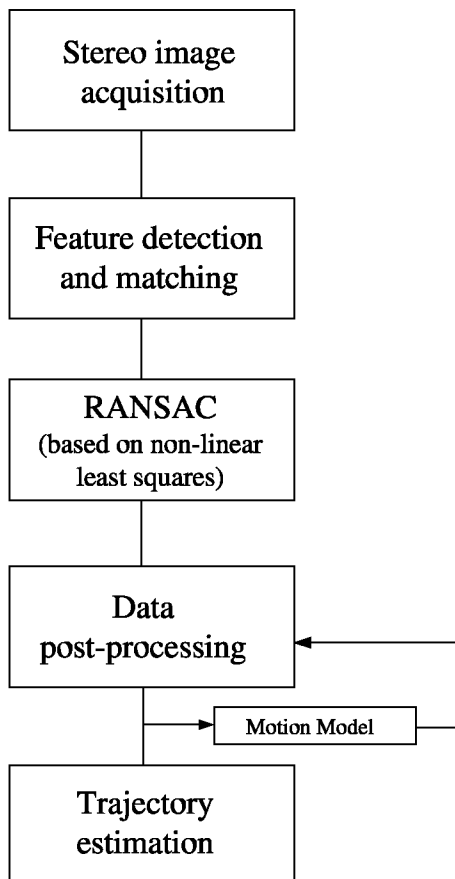 Stereo image
acquisition
Feature detection
and matching
RANSAC
(based on non-linear
least squares)
Data
post-processing
Motion Model
Trajectory
estimation